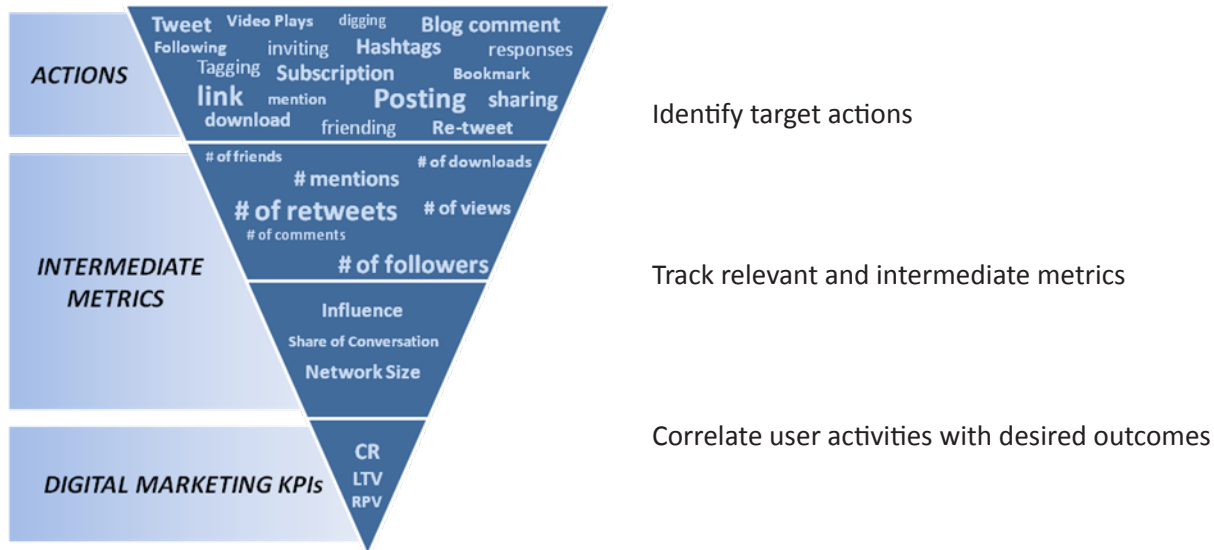 ACTIONS
Tweet Video Plays digging Blog comment
Following inviting Hashtags responses
Tagging Subscription Bookmark
link mention Posting sharing
download friending Re-tweet
Identify target actions
INTERMEDIATE
METRICS
# of friends # of downloads
# mentions
# of retweets # of views
# of comments
# of followers
Influence
Share of Conversation
Network Size
Track relevant and intermediate metrics
DIGITAL MARKETING KPIs
CR
LTV
RPV
Correlate user activities with desired outcomes